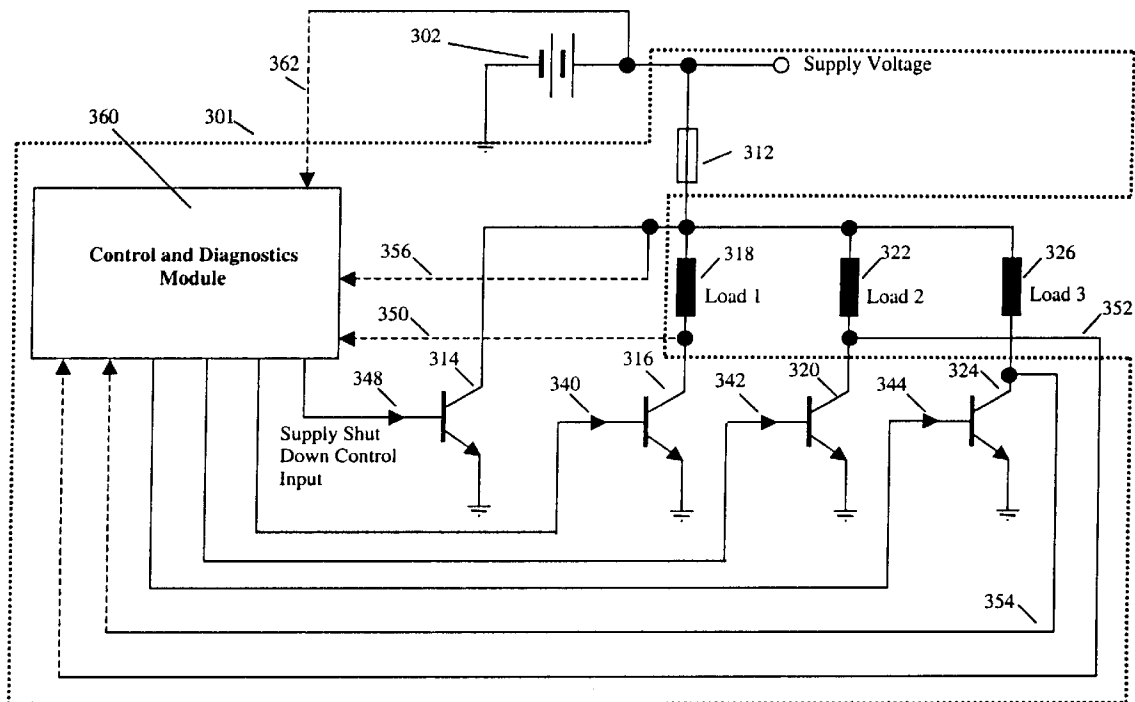 302
Supply Voltage
362
360
301
312
Control and Diagnostics
Module
356
318
322
326
Load 1
Load 2
Load 3
350
352
314
316
320
324
348
340
342
344
Supply Shut
Down Control
Input
354